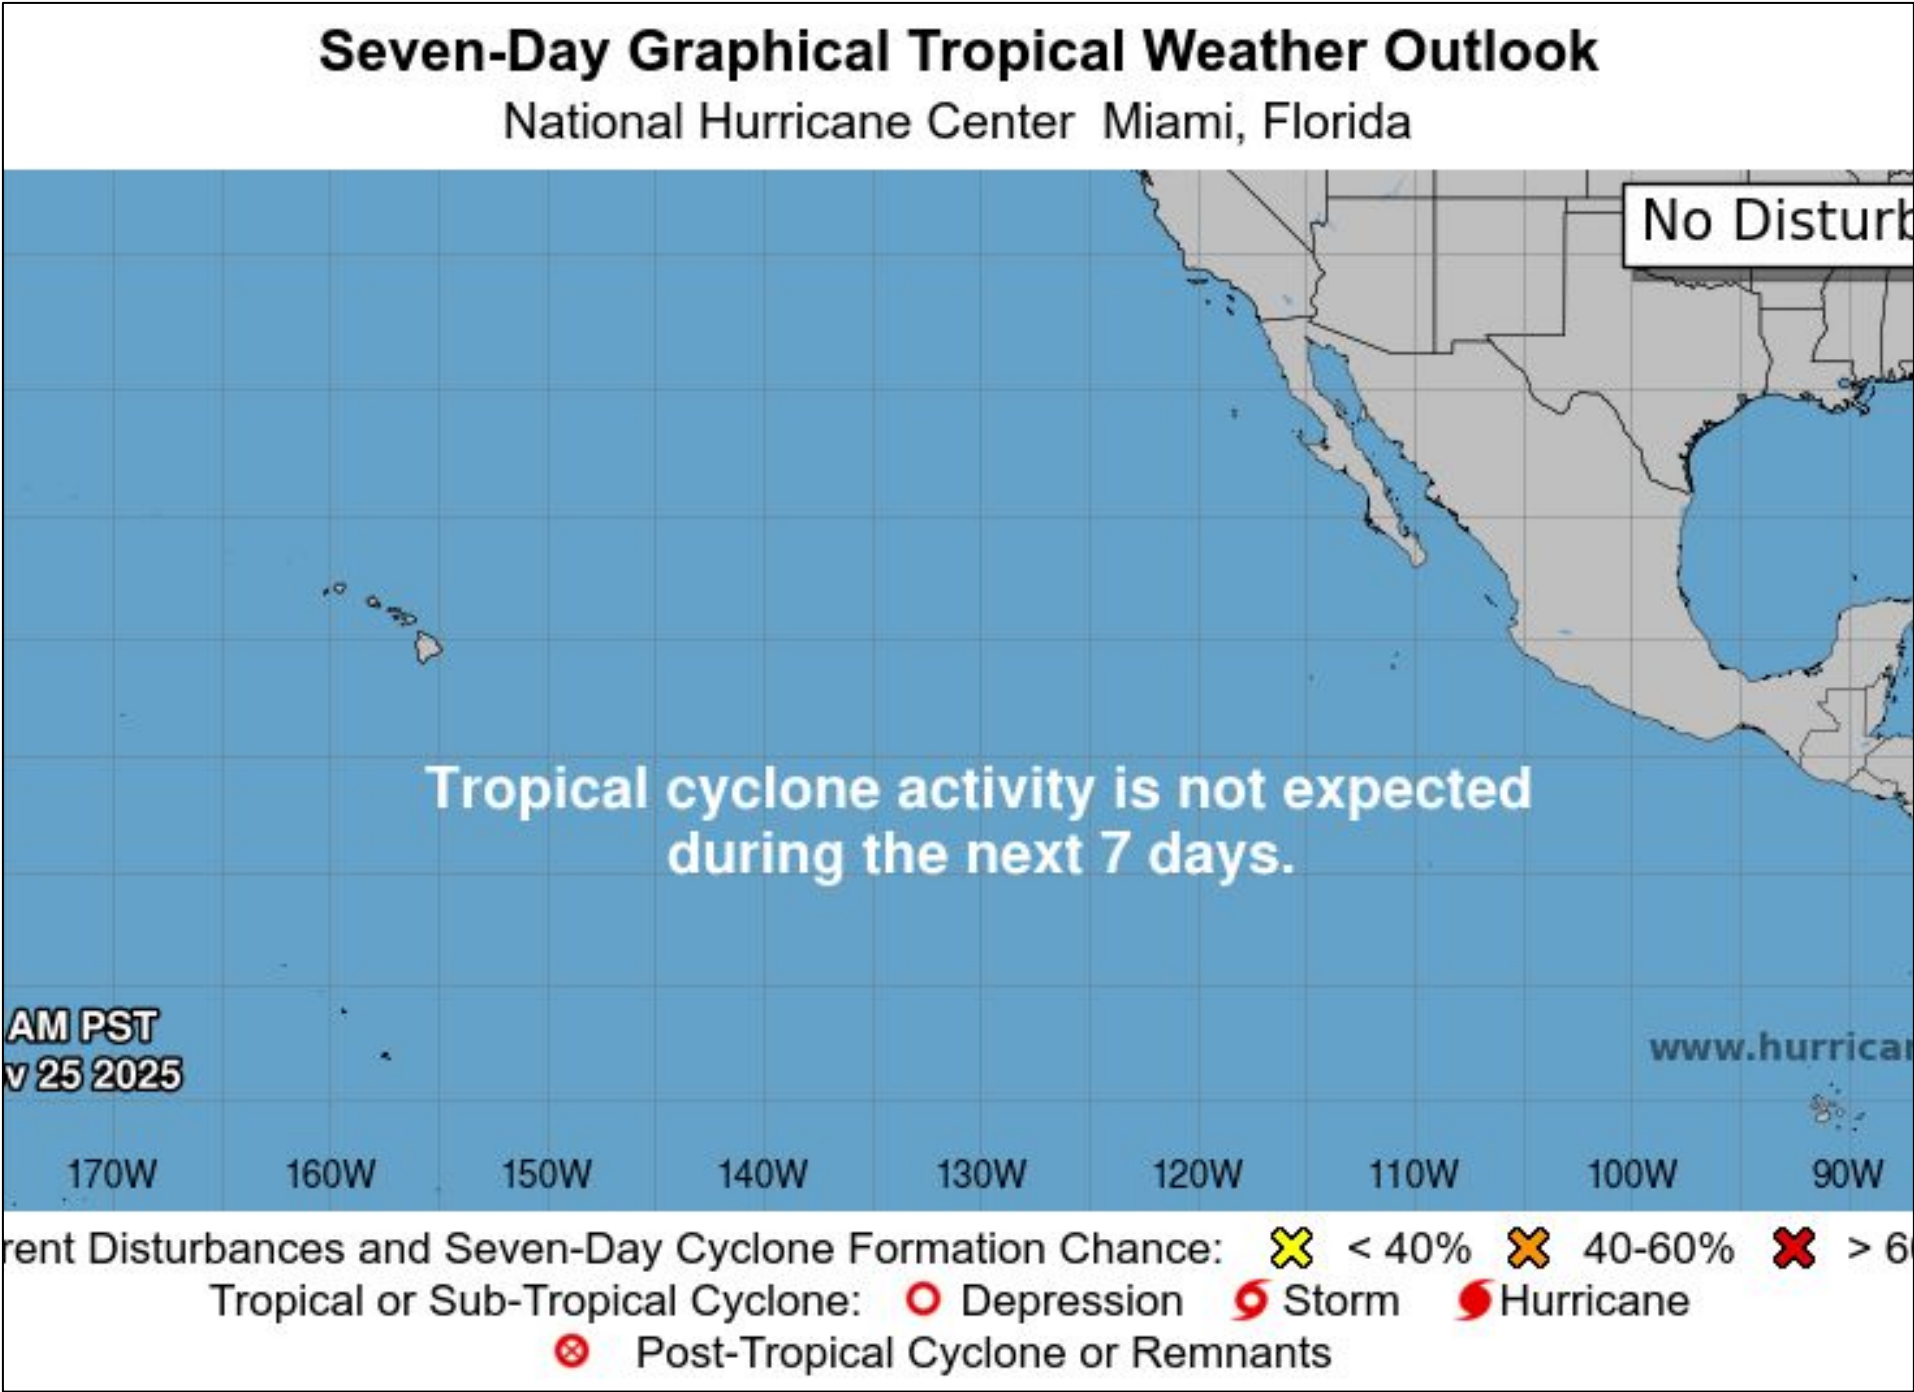 Seven-Day Graphical Tropical Weather Outlook
National Hurricane Center Miami, Florida
No Disturb
Tropical cyclone activity is not expected
during the next 7 days.
AM PST
v 25 2025
www.hurrica
170W 160W 150W 140W 130W 120W 110W 100W 90W
rent Disturbances and Seven-Day Cyclone Formation Chance: < 40% 40-60% > 6
Tropical or Sub-Tropical Cyclone: Depression Storm Hurricane
Post-Tropical Cyclone or Remnants